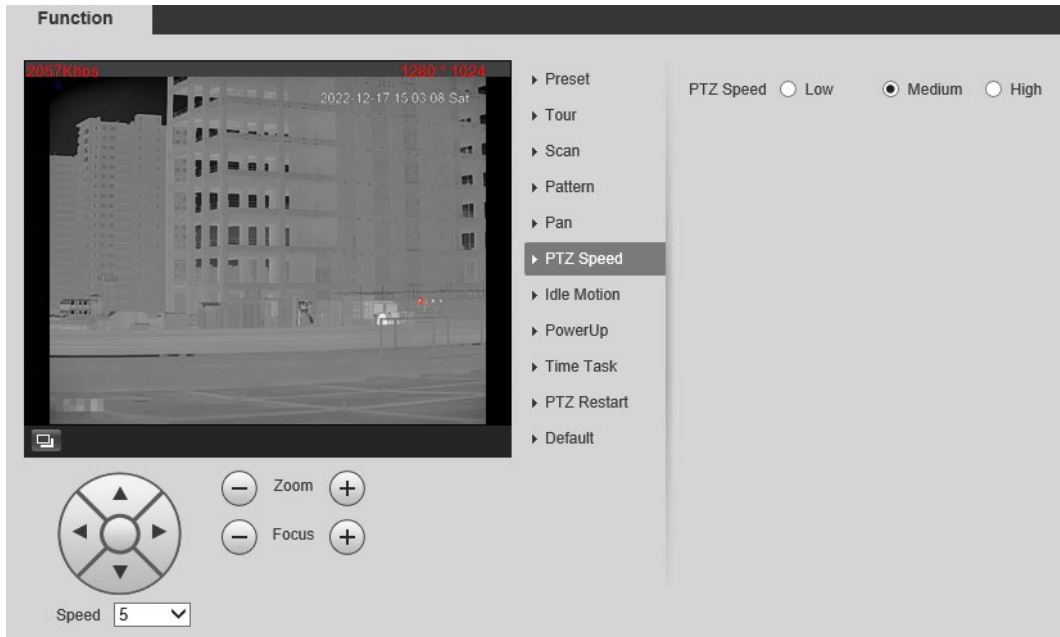 Function
2057Kbps 1280 * 1024
2022-12-17 15:03:08 Sat
Preset
Tour
Scan
Pattern
Pan
PTZ Speed
Idle Motion
PowerUp
Time Task
PTZ Restart
Default
PTZ Speed Low Medium High
Zoom
Focus
Speed 5